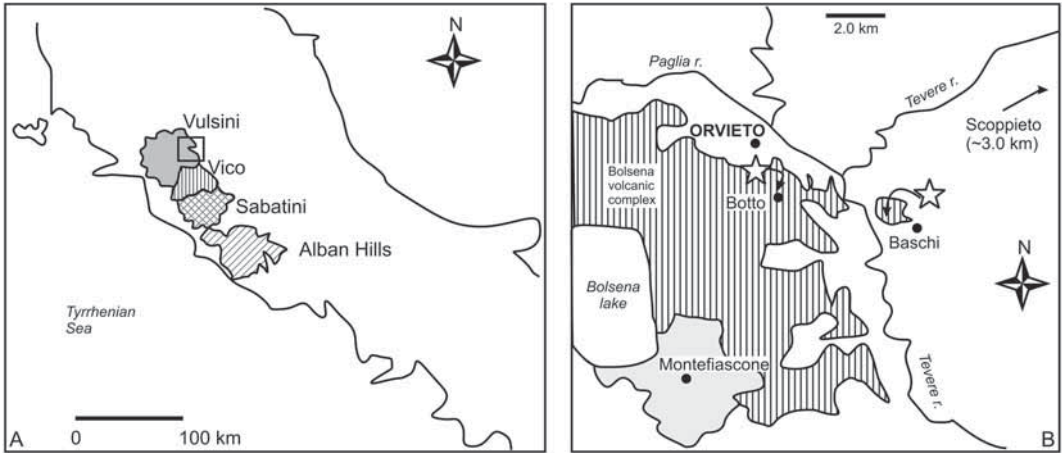 N
Vulsini
Vico
Sabatini
Alban Hills
Tyrrhenian
Sea
0 100 km
A
2.0 km
Paglia r.
Tevere r.
Scoppieto
(~3.0 km)
ORVIETO
Bolsena
volcanic
complex
Botto
Baschi
N
Bolsena
lake
Montefiascone
Tevere r.
B